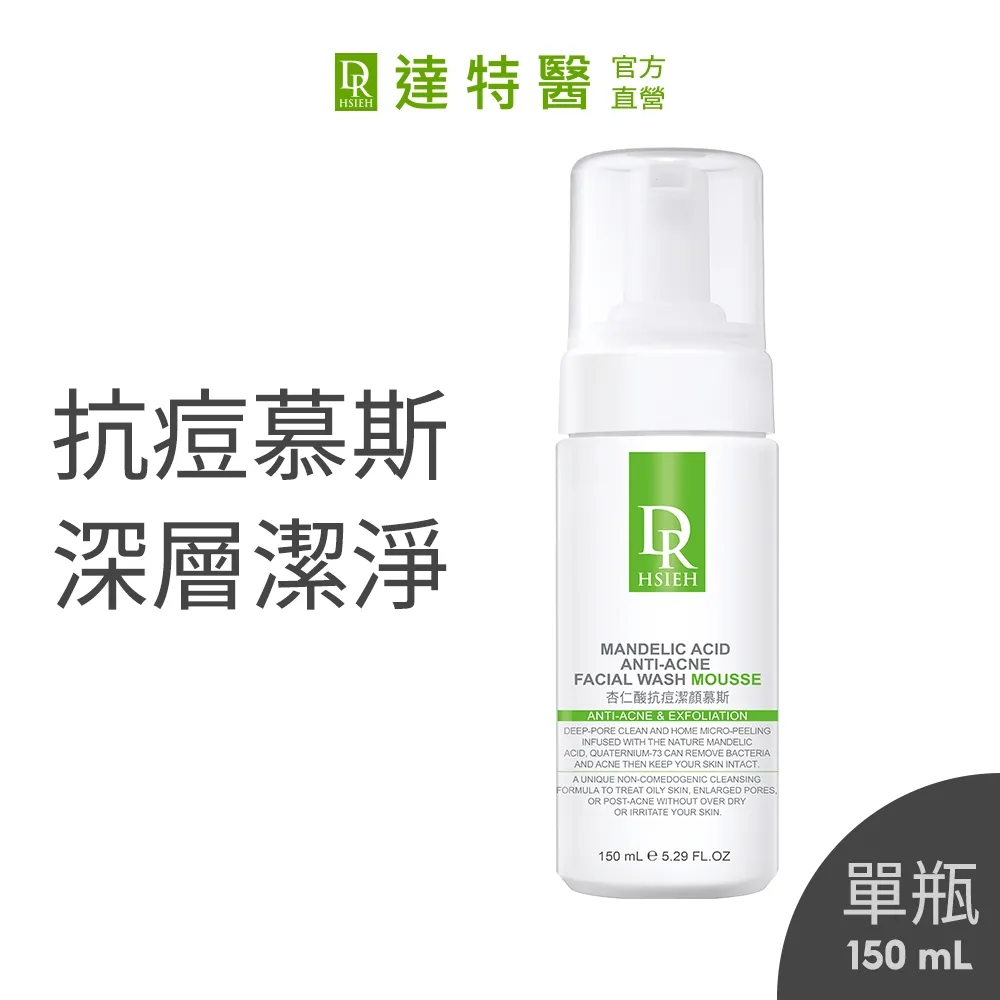 DR
HSIEH
達特醫
官方
直營
抗痘慕斯
深層潔淨
DR
HSIEH
MANDELIC ACID
ANTI-ACNE
FACIAL WASH MOUSSE
杏仁酸抗痘潔顏慕斯
ANTI-ACNE & EXFOLIATION
DEEP-PORE CLEAN AND HOME MICRO-PEELING
INFUSED WITH THE NATURE MANDELIC
ACID, QUATERNIUM-73 CAN REMOVE BACTERIA
AND ACNE THEN KEEP YOUR SKIN INTACT.
A UNIQUE NON-COMEDOGENIC CLEANSING
FORMULA TO TREAT OILY SKIN, ENLARGED PORES,
OR POST-ACNE WITHOUT OVER DRY
OR IRRITATE YOUR SKIN.
150 mL ℮ 5.29 FL.OZ
單瓶
150 mL